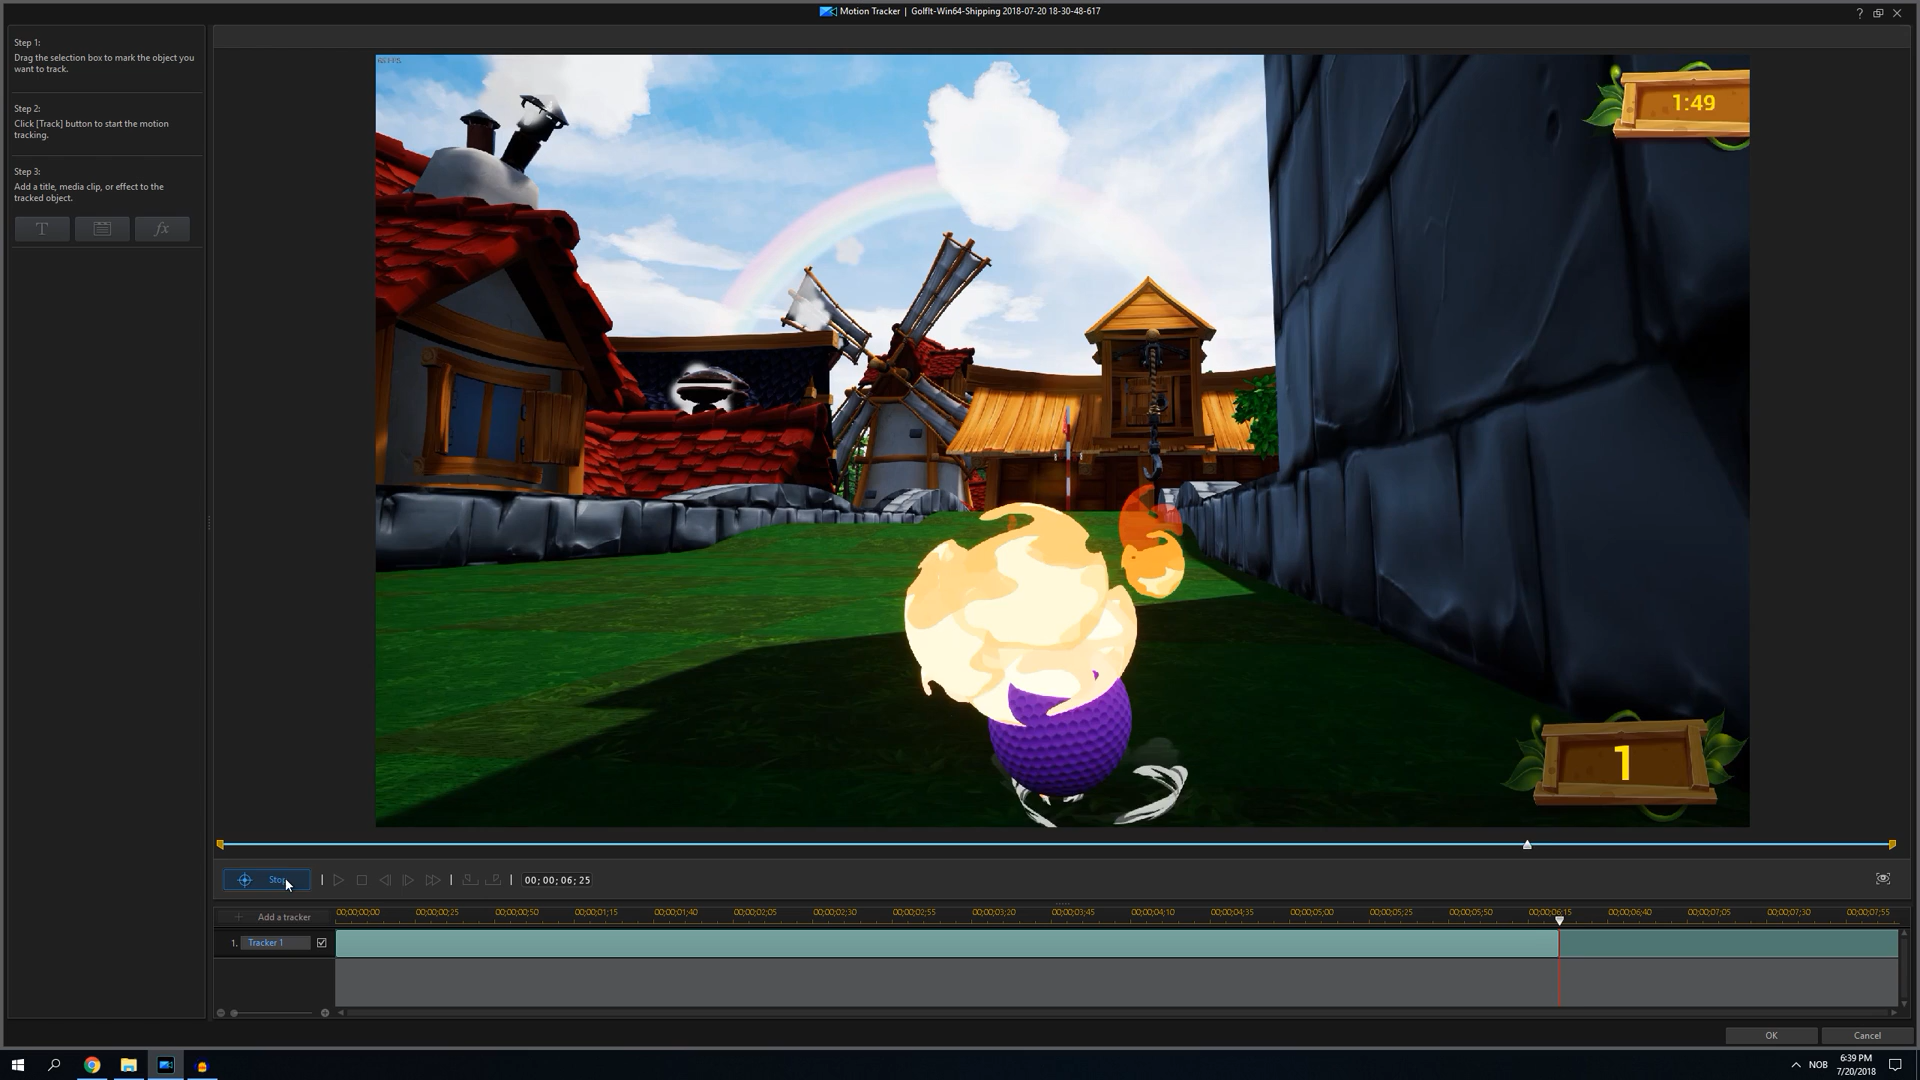 Motion Tracker | GolfIt-Win64-Shipping 2018-07-20 18-30-48-617
?
Step 1:
Drag the selection box to mark the object you
want to track.
Step 2:
Click [Track] button to start the motion
tracking.
Step 3:
Add a title, media clip, or effect to the
tracked object.
T
fx
1:49
1
Stop
00; 00; 06; 25
Add a tracker
00;00;00;00 00;00;00;25 00;00;00;50 00;00;01;15 00;00;01;40 00;00;02;05 00;00;02;30 00;00;02;55 00;00;03;20 00;00;03;45 00;00;04;10 00;00;04;35 00;00;05;00 00;00;05;25 00;00;05;50 00;00;06;15 00;00;06;40 00;00;07;05 00;00;07;30 00;00;07;55
1. Tracker 1
OK
Cancel
NOB
6:39 PM
7/20/2018